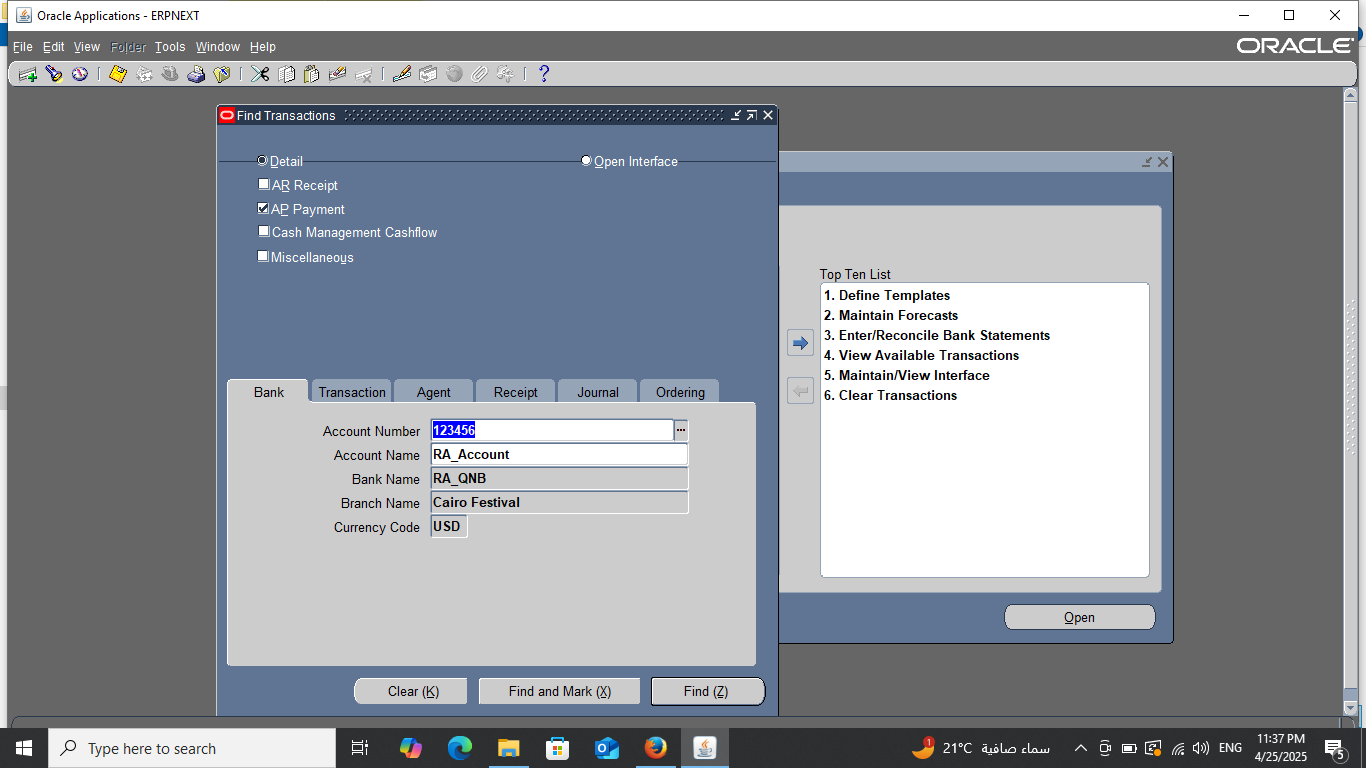 Oracle Applications - ERPNEXT
File Edit View Folder Tools Window Help
ORACLE
Find Transactions
Detail
Open Interface
AR Receipt
AP Payment
Cash Management Cashflow
Miscellaneous
Top Ten List
1. Define Templates
2. Maintain Forecasts
3. Enter/Reconcile Bank Statements
4. View Available Transactions
5. Maintain/View Interface
6. Clear Transactions
Open
Bank Transaction Agent Receipt Journal Ordering
Account Number 123456
Account Name RA_Account
Bank Name RA_QNB
Branch Name Cairo Festival
Currency Code USD
Clear (K) Find and Mark (X) Find (Z)
Type here to search
1
21°C سماء صافية
ENG
11:37 PM
4/25/2025
5